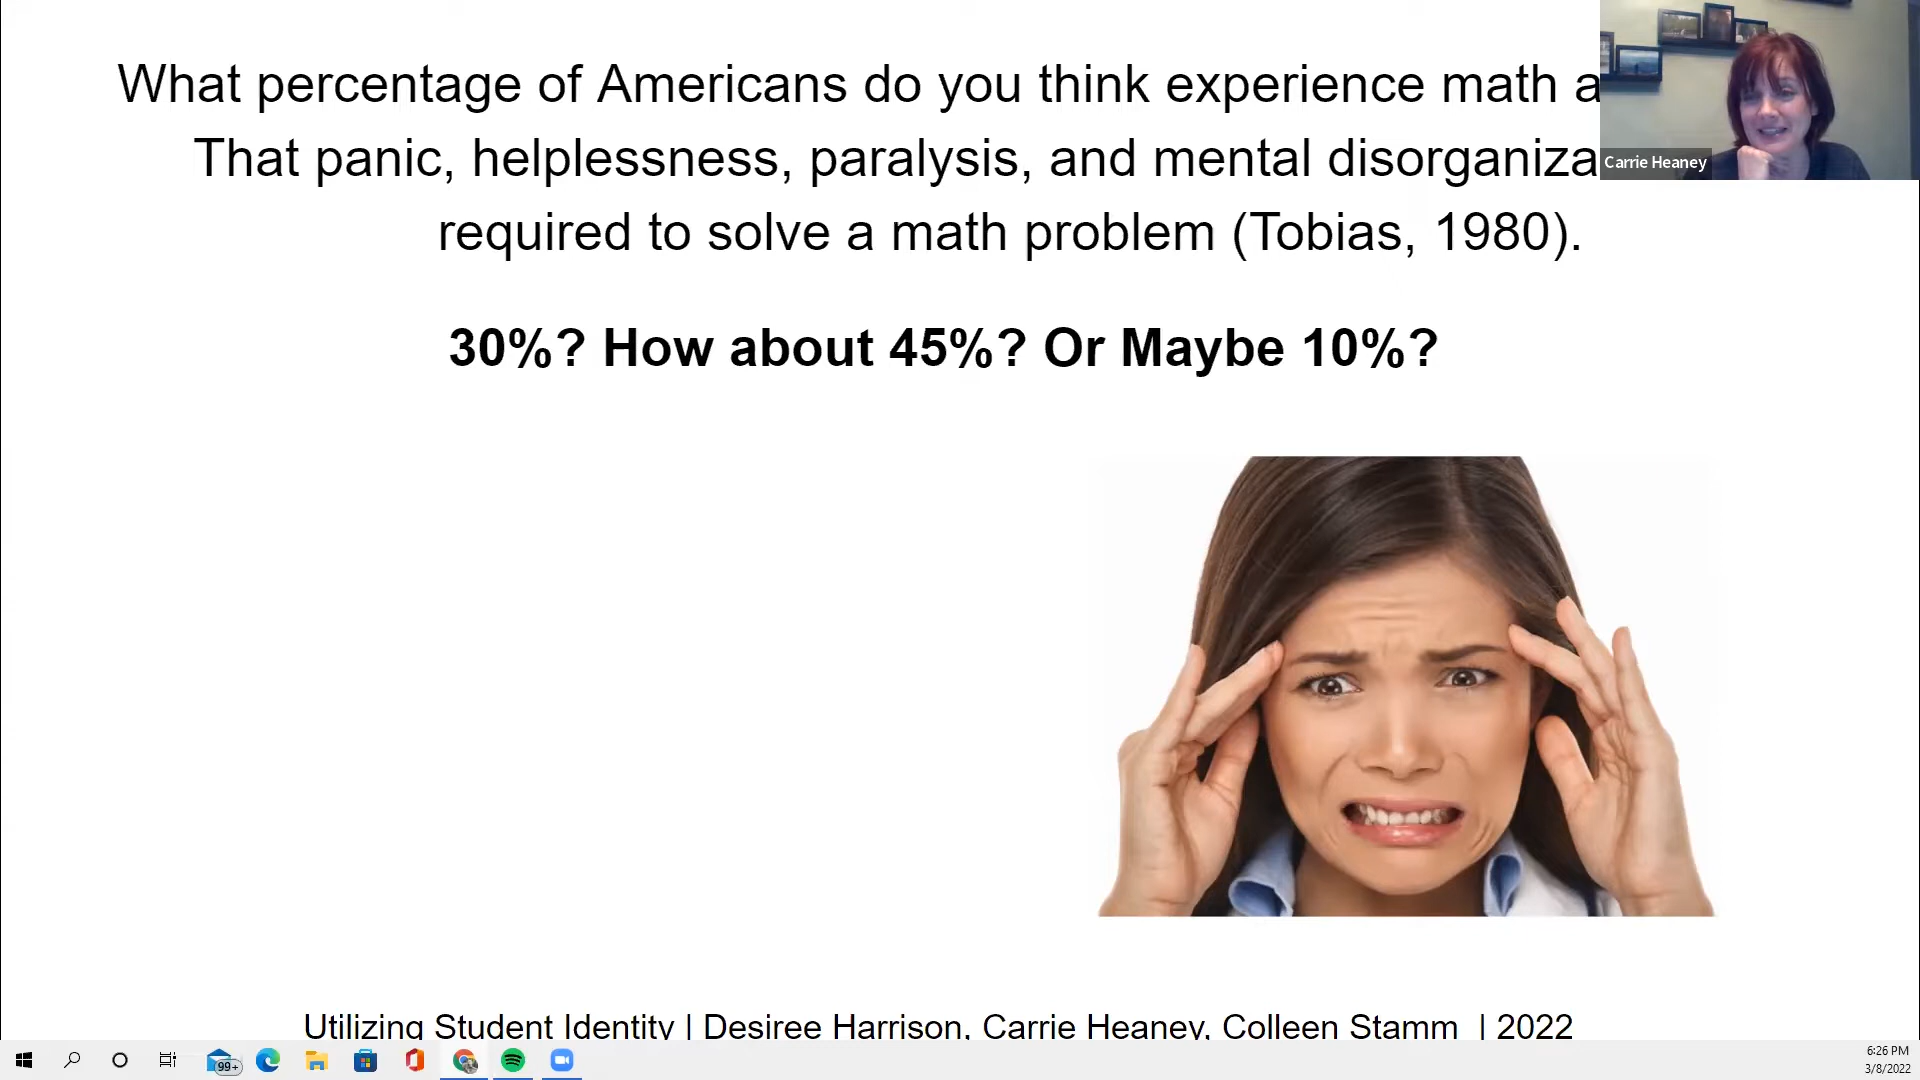 What percentage of Americans do you think experience math a
That panic, helplessness, paralysis, and mental disorganiza
required to solve a math problem (Tobias, 1980).
Carrie Heaney
30%? How about 45%? Or Maybe 10%?
Utilizing Student Identity | Desiree Harrison, Carrie Heaney, Colleen Stamm | 2022
99+
6:26 PM
3/8/2022